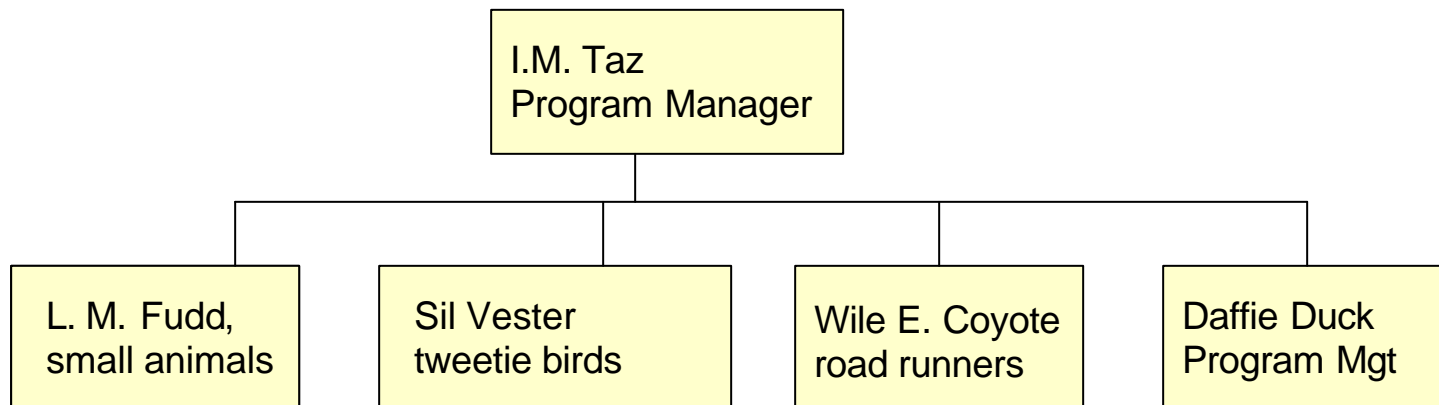 I.M. Taz
Program Manager
L. M. Fudd,
small animals
Sil Vester
tweetie birds
Wile E. Coyote
road runners
Daffie Duck
Program Mgt